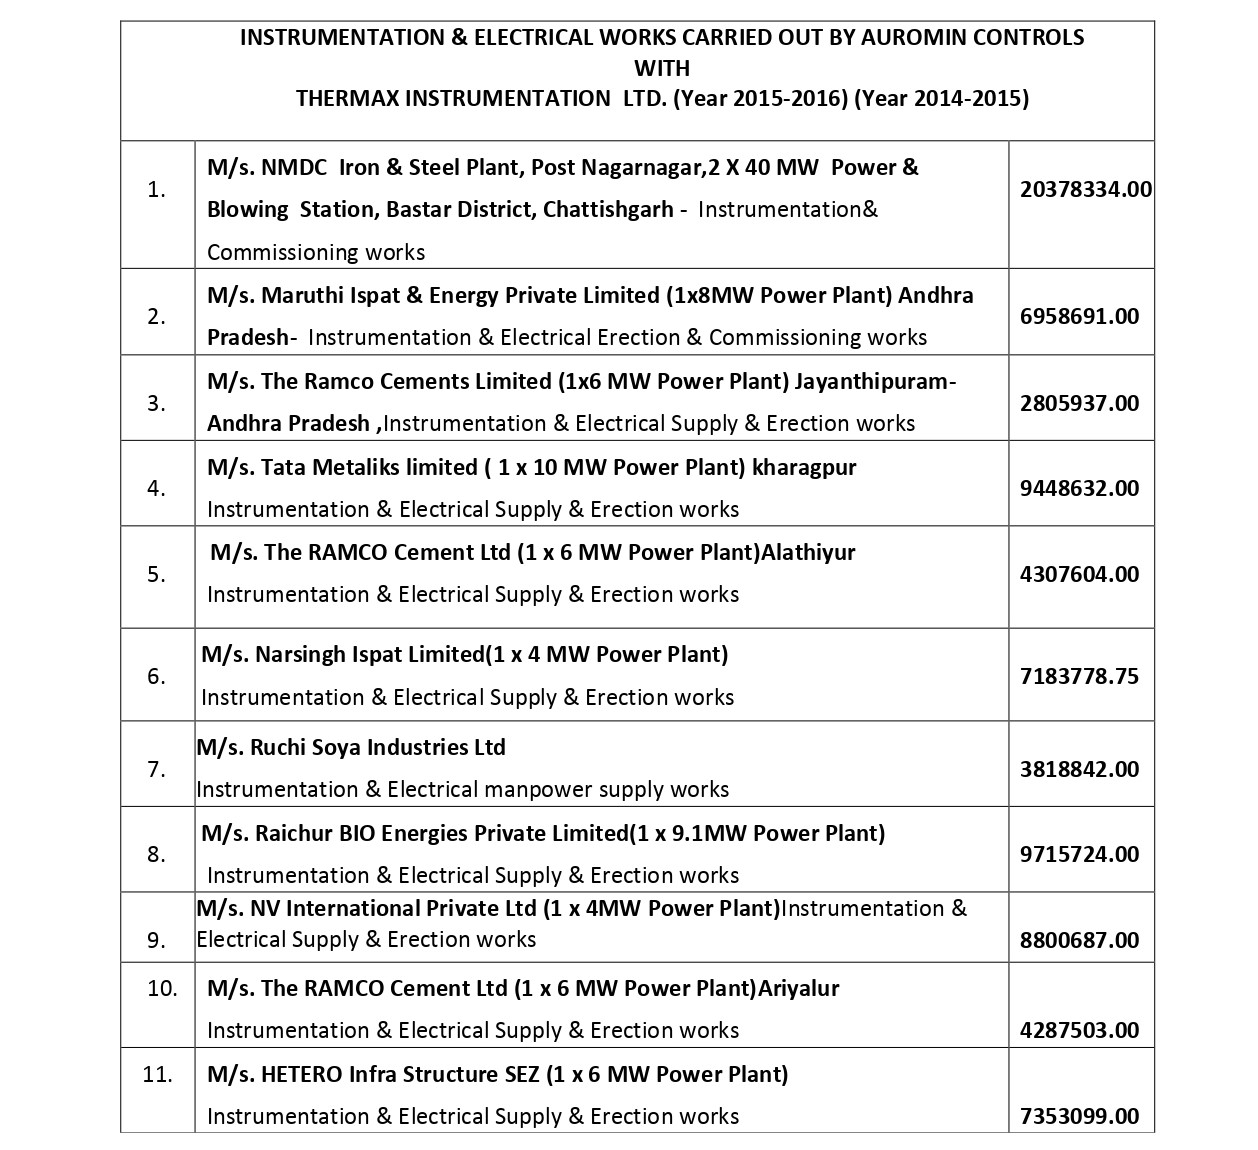 INSTRUMENTATION & ELECTRICAL WORKS CARRIED OUT BY AUROMIN CONTROLS
WITH
THERMAX INSTRUMENTATION LTD. (Year 2015-2016) (Year 2014-2015)
1.
M/s. NMDC Iron & Steel Plant, Post Nagarnagar,2 X 40 MW Power &
Blowing Station, Bastar District, Chattishgarh - Instrumentation&
Commissioning works
20378334.00
2.
M/s. Maruthi Ispat & Energy Private Limited (1x8MW Power Plant) Andhra
Pradesh- Instrumentation & Electrical Erection & Commissioning works
6958691.00
3.
M/s. The Ramco Cements Limited (1x6 MW Power Plant) Jayanthipuram-
Andhra Pradesh ,Instrumentation & Electrical Supply & Erection works
2805937.00
4.
M/s. Tata Metaliks limited ( 1 x 10 MW Power Plant) kharagpur
Instrumentation & Electrical Supply & Erection works
9448632.00
5.
M/s. The RAMCO Cement Ltd (1 x 6 MW Power Plant)Alathiyur
Instrumentation & Electrical Supply & Erection works
4307604.00
6.
M/s. Narsingh Ispat Limited(1 x 4 MW Power Plant)
Instrumentation & Electrical Supply & Erection works
7183778.75
7.
M/s. Ruchi Soya Industries Ltd
Instrumentation & Electrical manpower supply works
3818842.00
8.
M/s. Raichur BIO Energies Private Limited(1 x 9.1MW Power Plant)
Instrumentation & Electrical Supply & Erection works
9715724.00
9.
M/s. NV International Private Ltd (1 x 4MW Power Plant)Instrumentation &
Electrical Supply & Erection works
8800687.00
10.
M/s. The RAMCO Cement Ltd (1 x 6 MW Power Plant)Ariyalur
Instrumentation & Electrical Supply & Erection works
4287503.00
11.
M/s. HETERO Infra Structure SEZ (1 x 6 MW Power Plant)
Instrumentation & Electrical Supply & Erection works
7353099.00